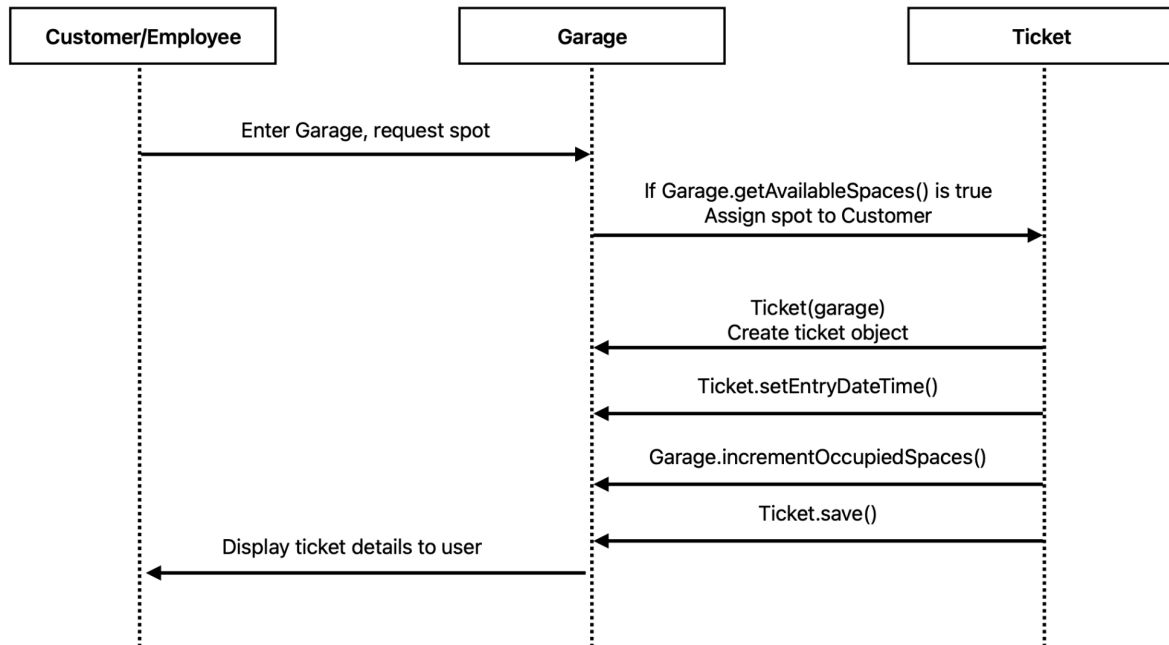 Customer/Employee
Garage
Ticket
Enter Garage, request spot
If Garage.getAvailableSpaces() is true
Assign spot to Customer
Ticket(garage)
Create ticket object
Ticket.setEntryDateTime()
Garage.incrementOccupiedSpaces()
Ticket.save()
Display ticket details to user